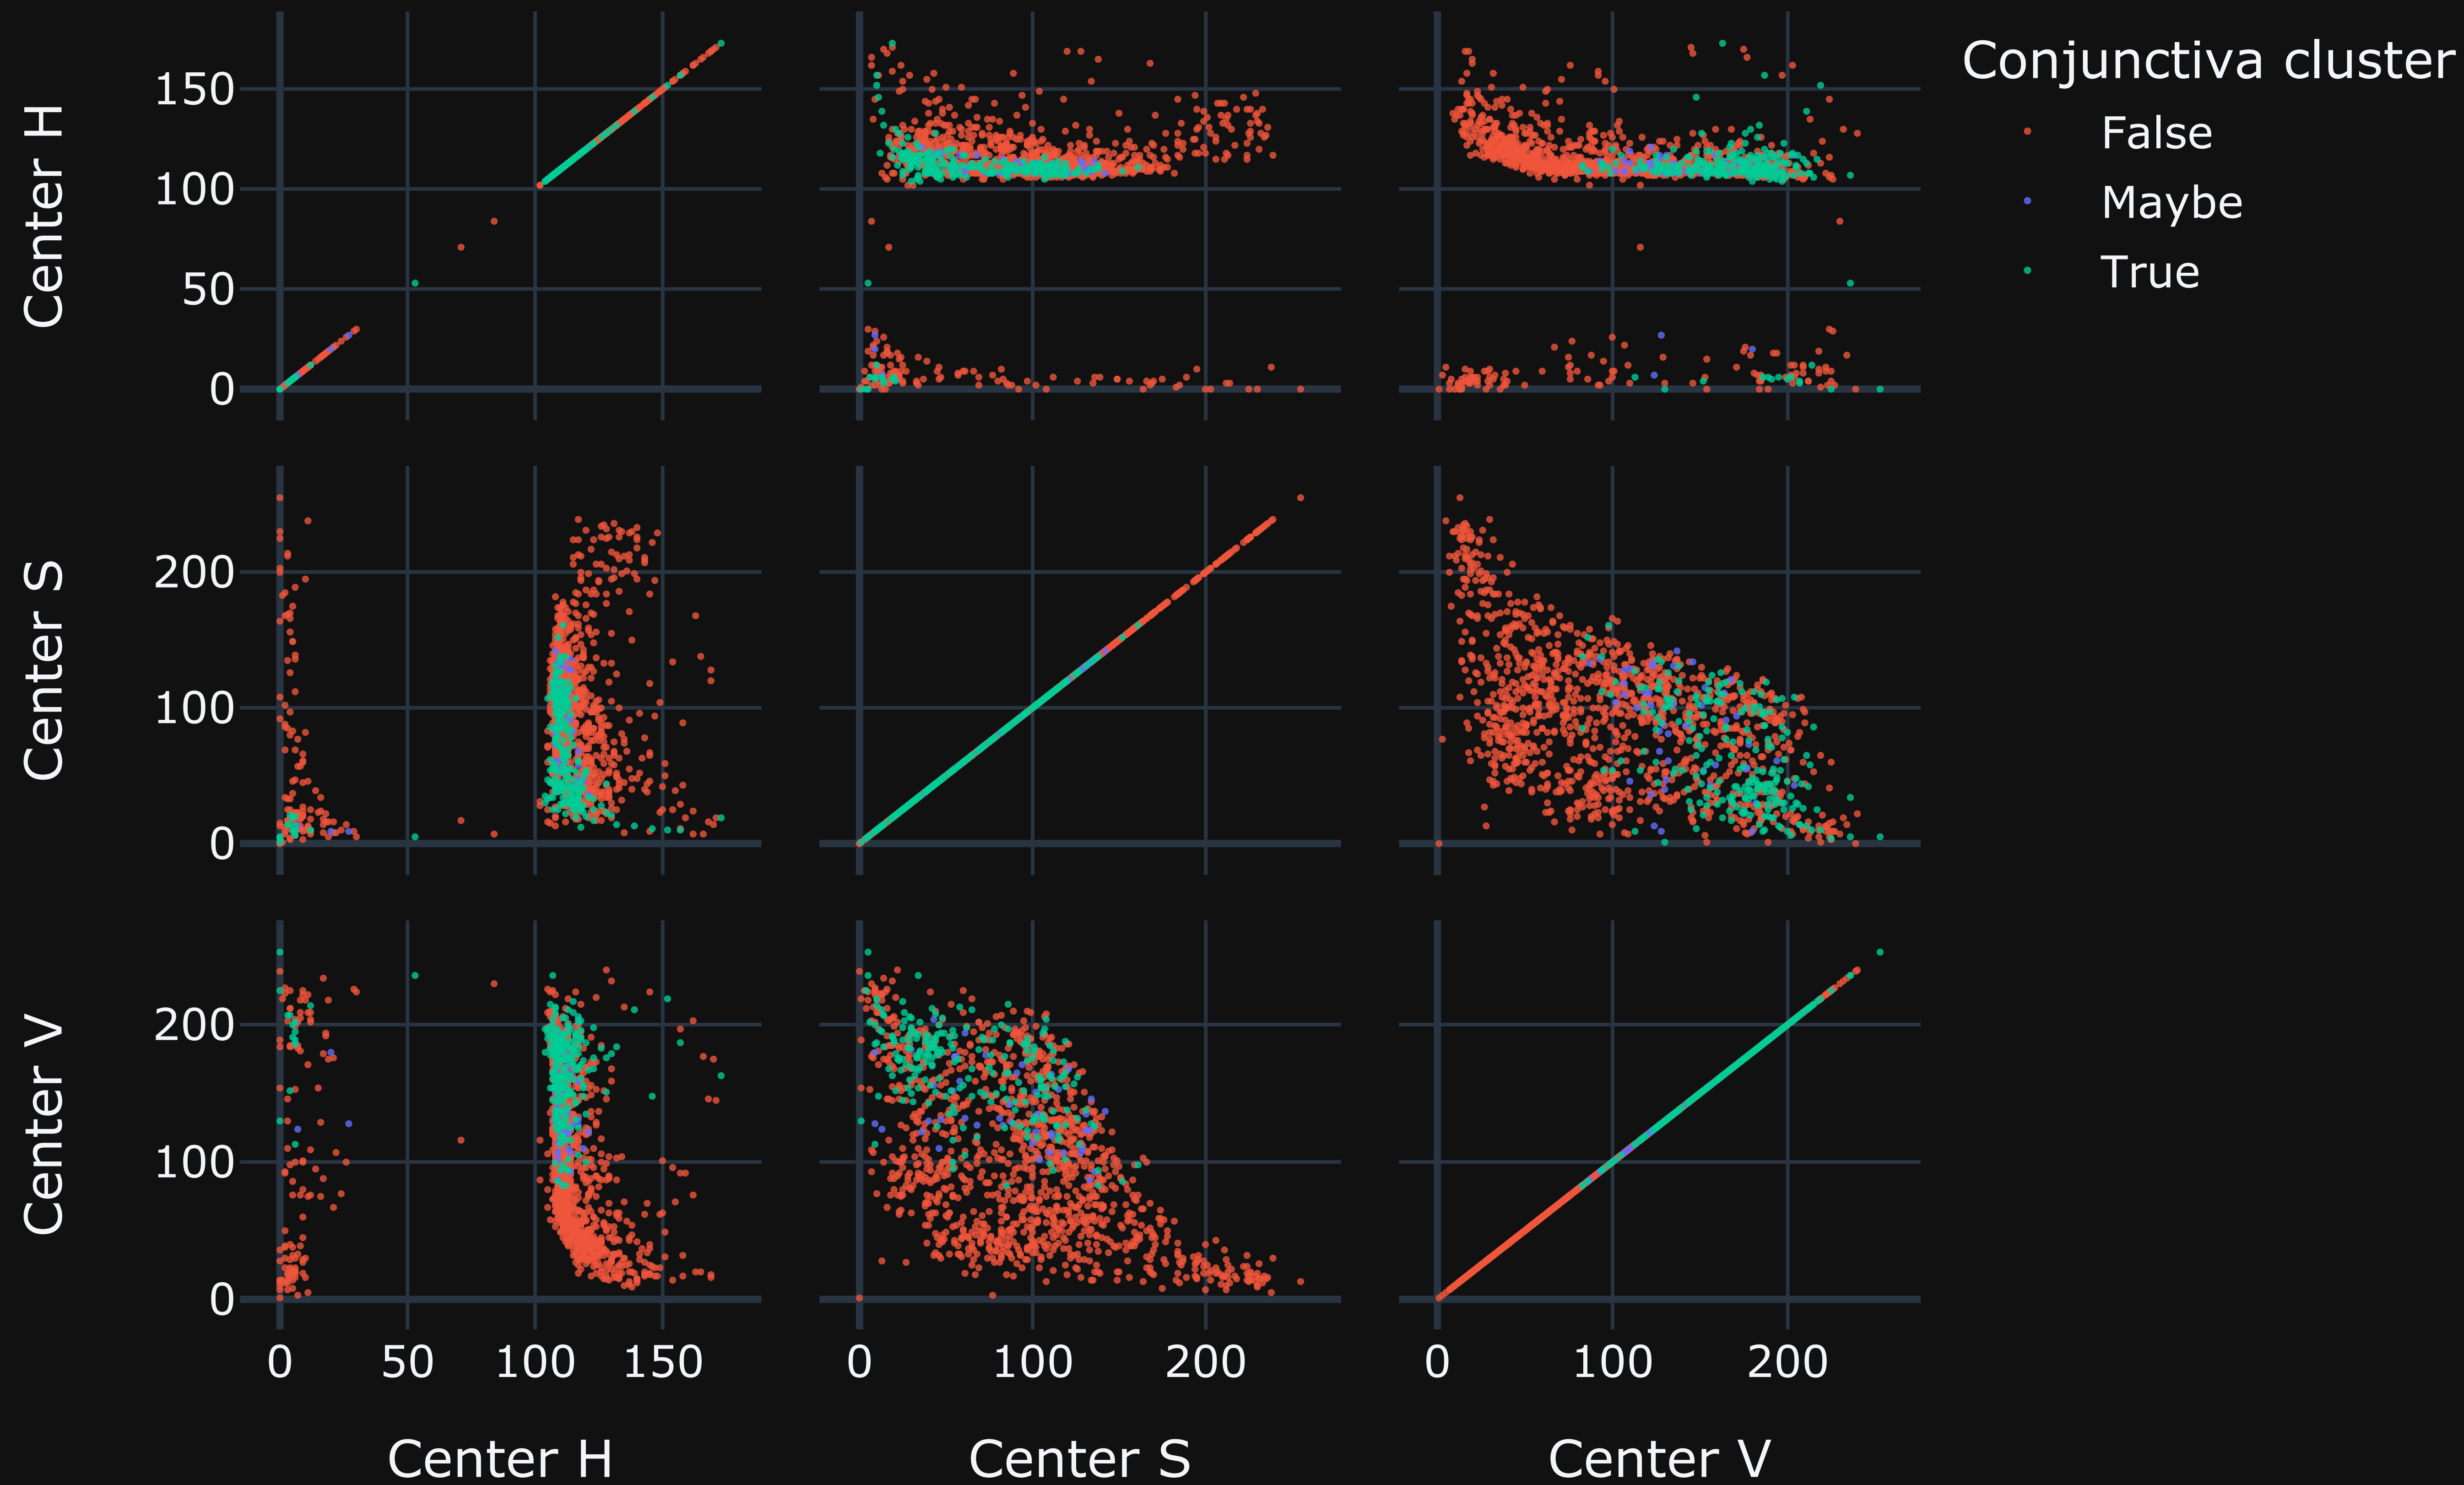 Conjunctiva cluster
False
Maybe
True
Center H
150
100
50
0
Center S
200
100
0
Center V
200
100
0
0 50 100 150 0 100 200 0 100 200
Center H Center S Center V